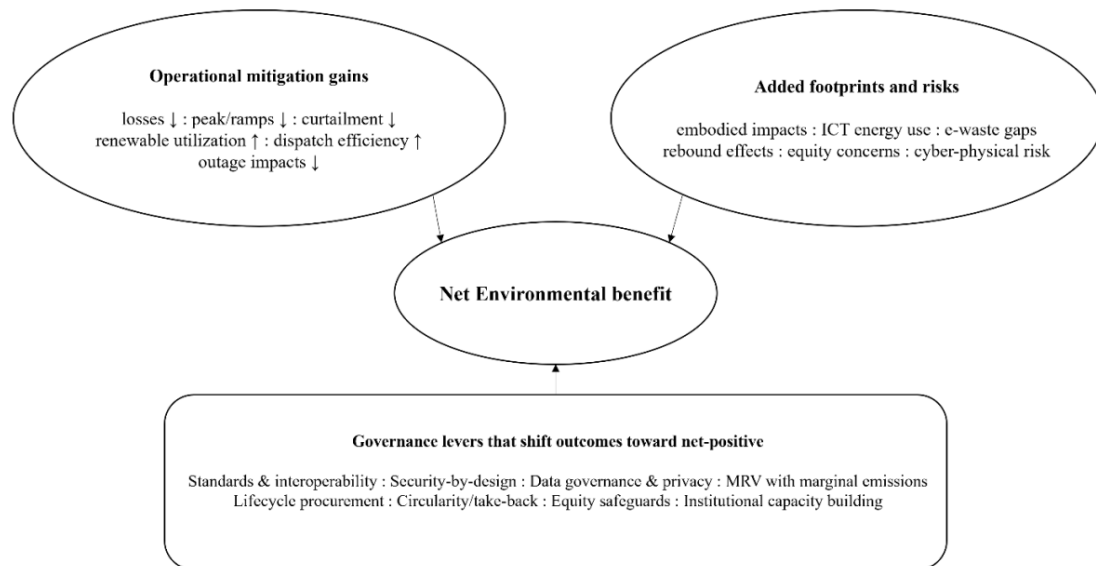 Operational mitigation gains
losses ↓ : peak/ramps ↓ : curtailment ↓
renewable utilization ↑ : dispatch efficiency ↑
outage impacts ↓
Added footprints and risks
embodied impacts : ICT energy use : e-waste gaps
rebound effects : equity concerns : cyber-physical risk
Net Environmental benefit
Governance levers that shift outcomes toward net-positive
Standards & interoperability : Security-by-design : Data governance & privacy : MRV with marginal emissions
Lifecycle procurement : Circularity/take-back : Equity safeguards : Institutional capacity building